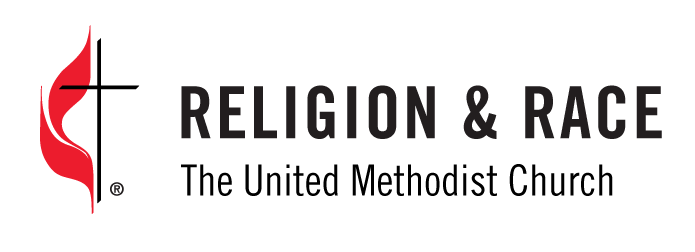 RELIGION & RACE
The United Methodist Church
®